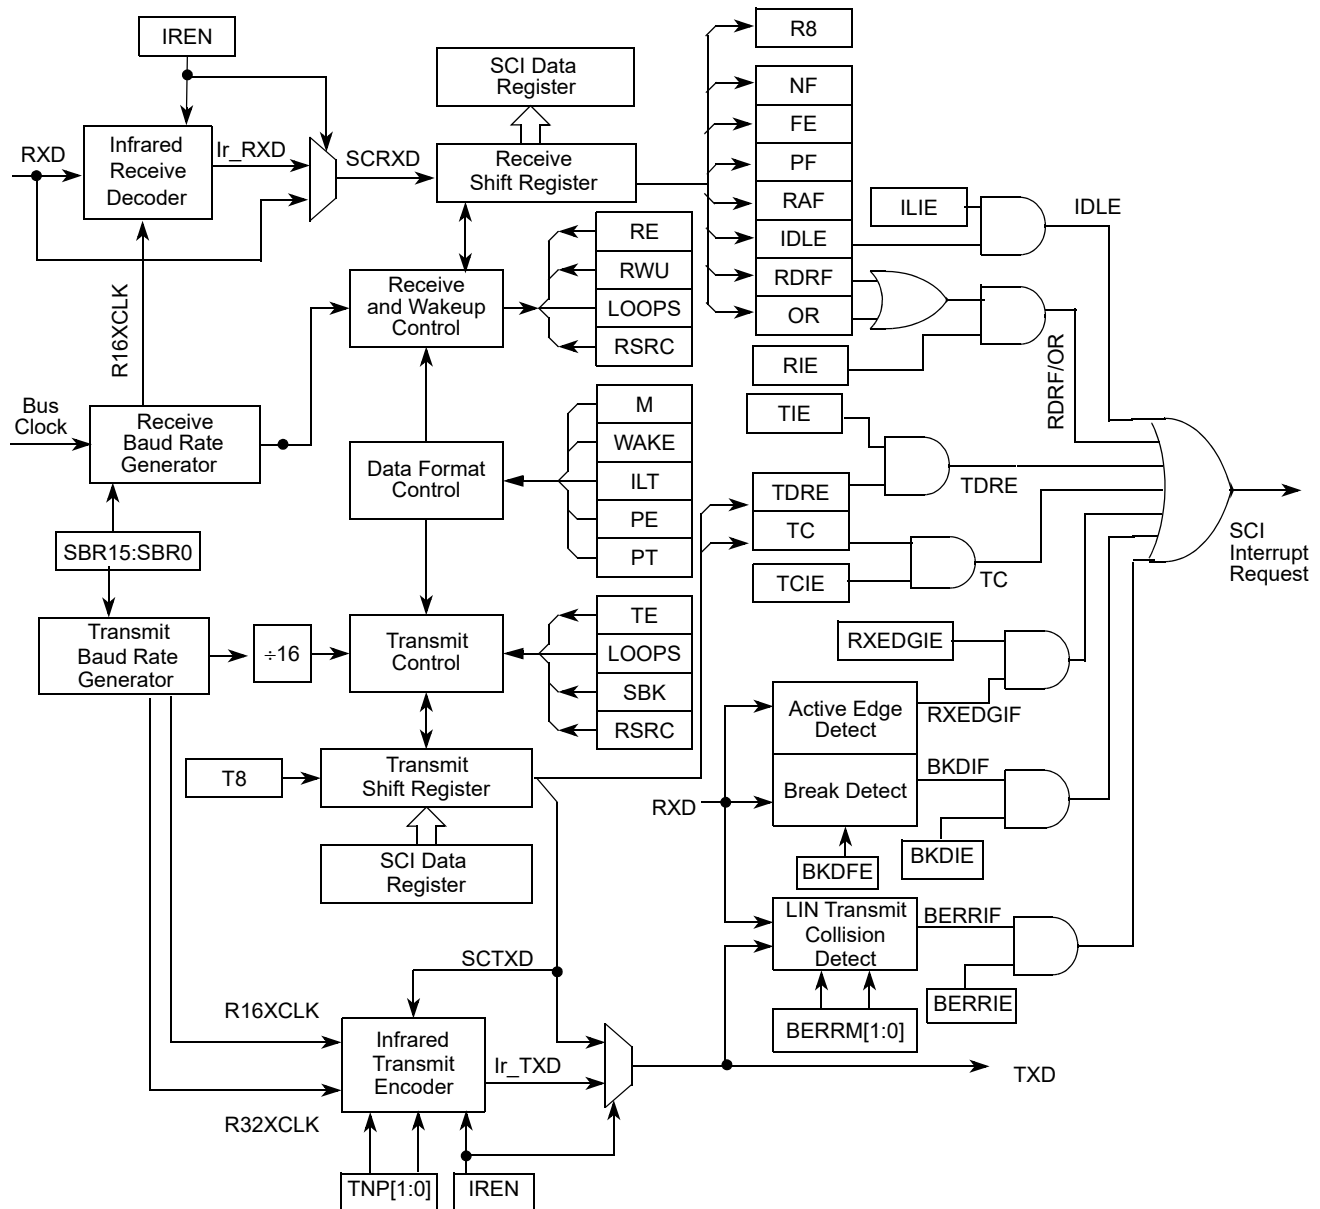 IREN
R8
SCI Data
Register
NF
FE
PF
RAF
IDLE
RDRF
OR
RXD
Infrared
Receive
Decoder
Ir_RXD
SCRXD
Receive
Shift Register
ILIE
IDLE
RE
RWU
LOOPS
RSRC
Receive
and Wakeup
Control
R16XCLK
RIE
RDRF/OR
Bus
Clock
Receive
Baud Rate
Generator
M
WAKE
ILT
PE
PT
Data Format
Control
TIE
TDRE
TC
TDRE
TCIE
TC
SCI
Interrupt
Request
SBR15:SBR0
Transmit
Baud Rate
Generator
÷16
Transmit
Control
TE
LOOPS
SBK
RSRC
RXEDGIE
Active Edge
Detect
RXEDGIF
Break Detect
BKDIF
RXD
BKDFE
BKDIE
T8
Transmit
Shift Register
SCI Data
Register
LIN Transmit
Collision
Detect
BERRIF
BERRIE
BERRM[1:0]
SCTXD
R16XCLK
Infrared
Transmit
Encoder
Ir_TXD
TXD
R32XCLK
TNP[1:0]
IREN